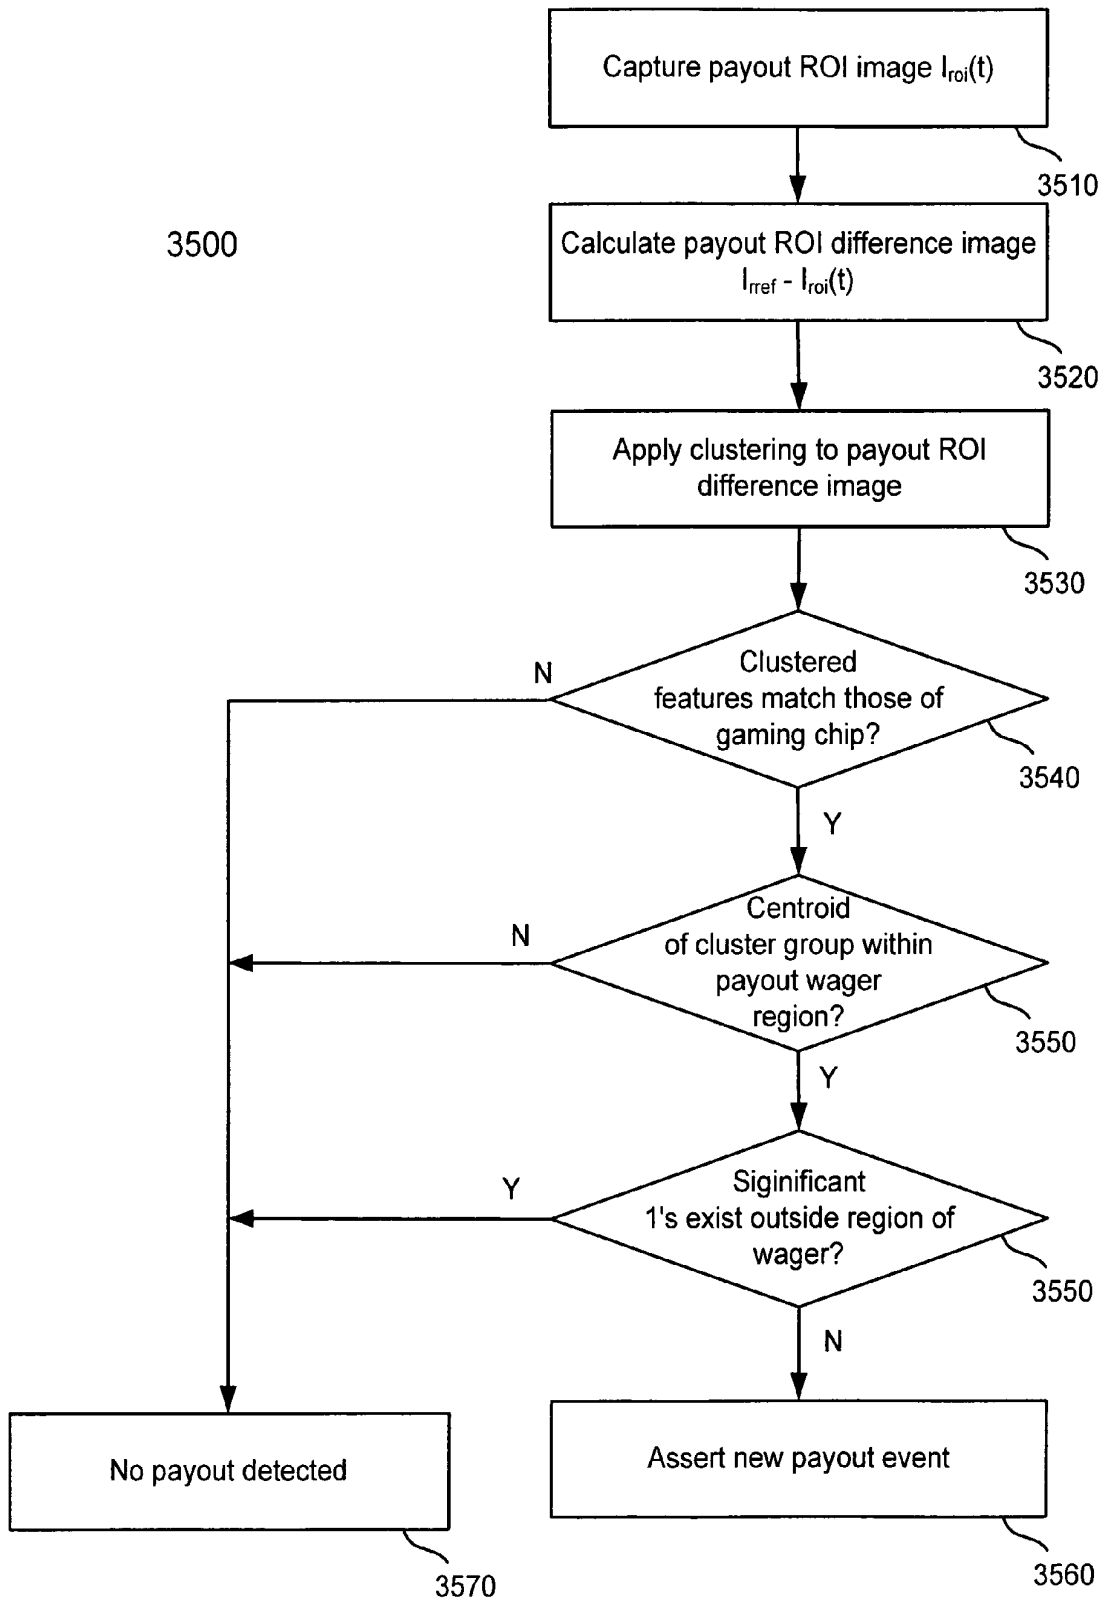 Capture payout ROI image Iroi(t)
3510
3500
Calculate payout ROI difference image
Irref - Iroi(t)
3520
Apply clustering to payout ROI
difference image
3530
N
Clustered
features match those of
gaming chip?
3540
Y
N
Centroid
of cluster group within
payout wager
region?
3550
Y
Y
Siginificant
1's exist outside region of
wager?
3550
N
No payout detected
3570
Assert new payout event
3560